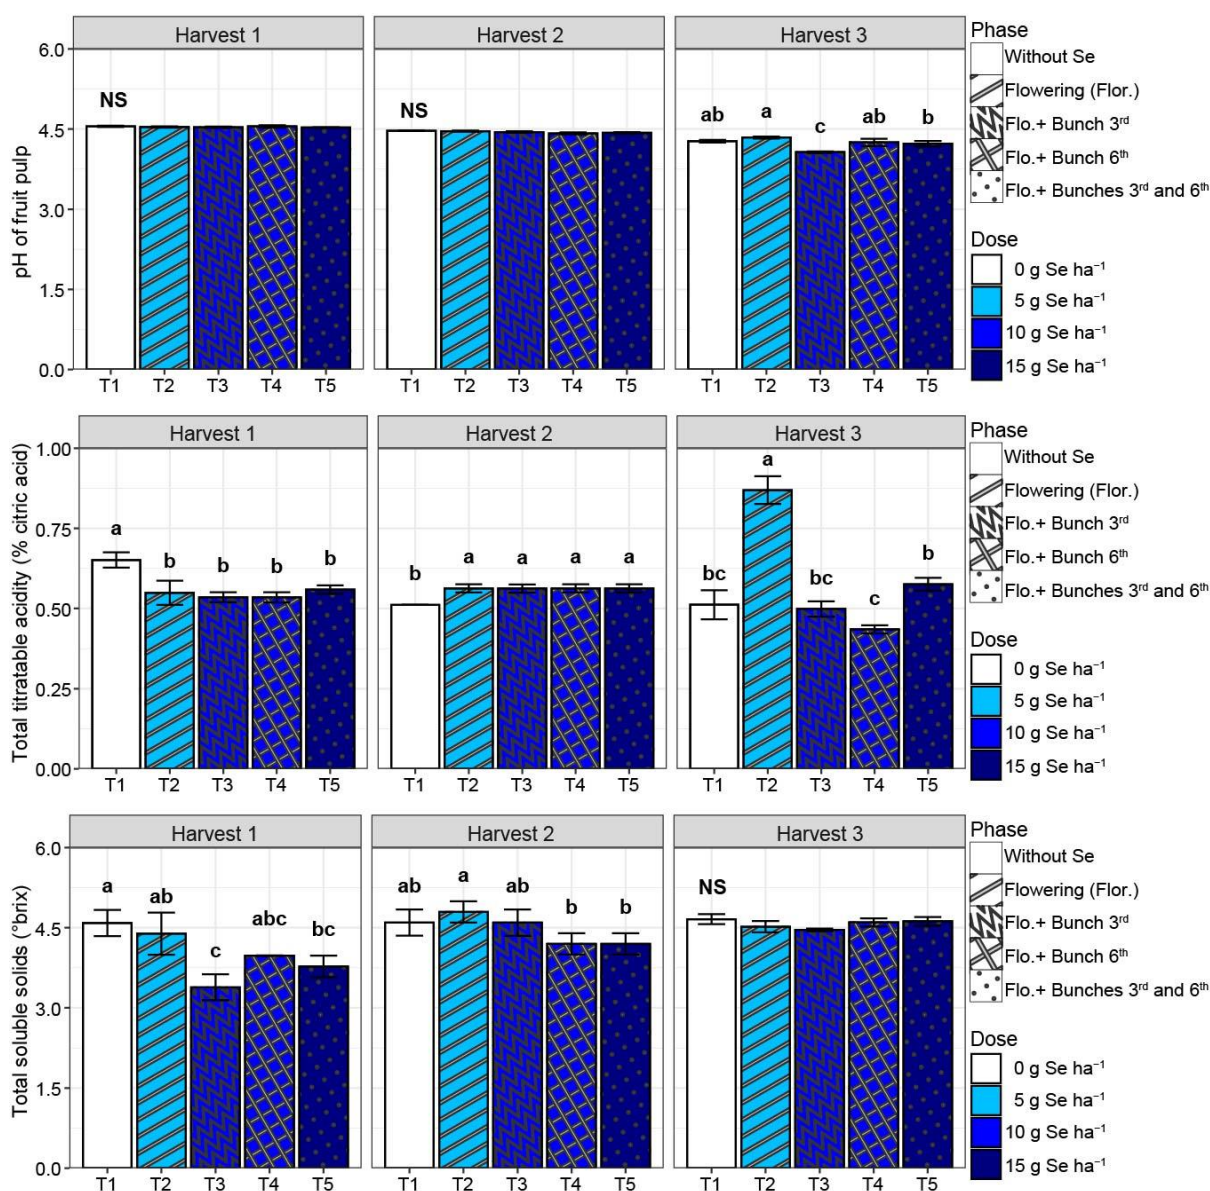 Harvest 1 Harvest 2 Harvest 3
6.0
4.5
3.0
1.5
0.0
pH of fruit pulp
NS
NS
ab a c ab b
T1 T2 T3 T4 T5
T1 T2 T3 T4 T5
T1 T2 T3 T4 T5
Phase
Without Se
Flowering (Flor.)
Flo.+ Bunch 3rd
Flo.+ Bunch 6th
Flo.+ Bunches 3rd and 6th
Dose
0 g Se ha−1
5 g Se ha−1
10 g Se ha−1
15 g Se ha−1
Harvest 1 Harvest 2 Harvest 3
1.00
0.75
0.50
0.25
0.00
Total titratable acidity (% citric acid)
a b b b b
b a a a a
bc a bc c b
T1 T2 T3 T4 T5
T1 T2 T3 T4 T5
T1 T2 T3 T4 T5
Phase
Without Se
Flowering (Flor.)
Flo.+ Bunch 3rd
Flo.+ Bunch 6th
Flo.+ Bunches 3rd and 6th
Dose
0 g Se ha−1
5 g Se ha−1
10 g Se ha−1
15 g Se ha−1
Harvest 1 Harvest 2 Harvest 3
6.0
4.5
3.0
1.5
0.0
Total soluble solids (°brix)
a ab c abc bc
ab a ab b b
NS
T1 T2 T3 T4 T5
T1 T2 T3 T4 T5
T1 T2 T3 T4 T5
Phase
Without Se
Flowering (Flor.)
Flo.+ Bunch 3rd
Flo.+ Bunch 6th
Flo.+ Bunches 3rd and 6th
Dose
0 g Se ha−1
5 g Se ha−1
10 g Se ha−1
15 g Se ha−1